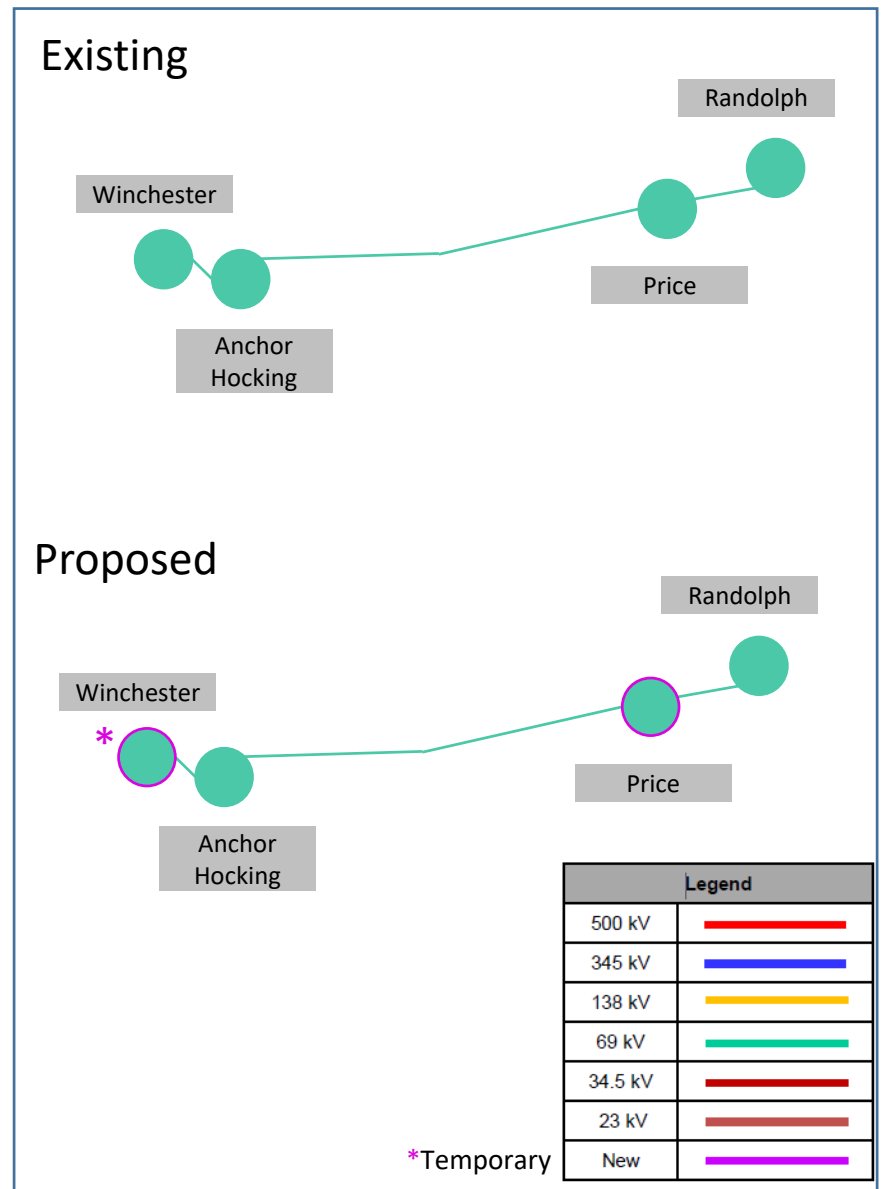 Existing
Randolph
Winchester
Price
Anchor
Hocking
Proposed
Randolph
Winchester
*
Price
Anchor
Hocking
Legend
500 kV
345 kV
138 kV
69 kV
34.5 kV
23 kV
*Temporary
New